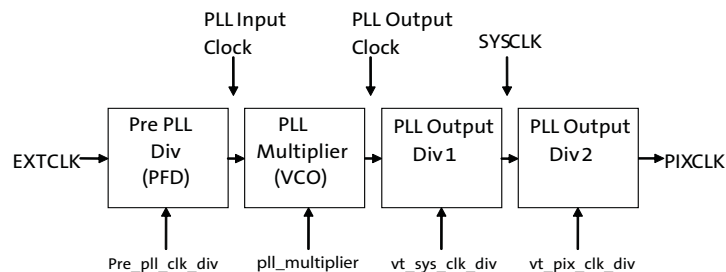 PLL Input
Clock
PLL Output
Clock
SYSCLK
EXTCLK
Pre PLL
Div
(PFD)
PLL
Multiplier
(VCO)
PLL Output
Div 1
PLL Output
Div 2
PIXCLK
Pre_pll_clk_div
pll_multiplier
vt_sys_clk_div
vt_pix_clk_div